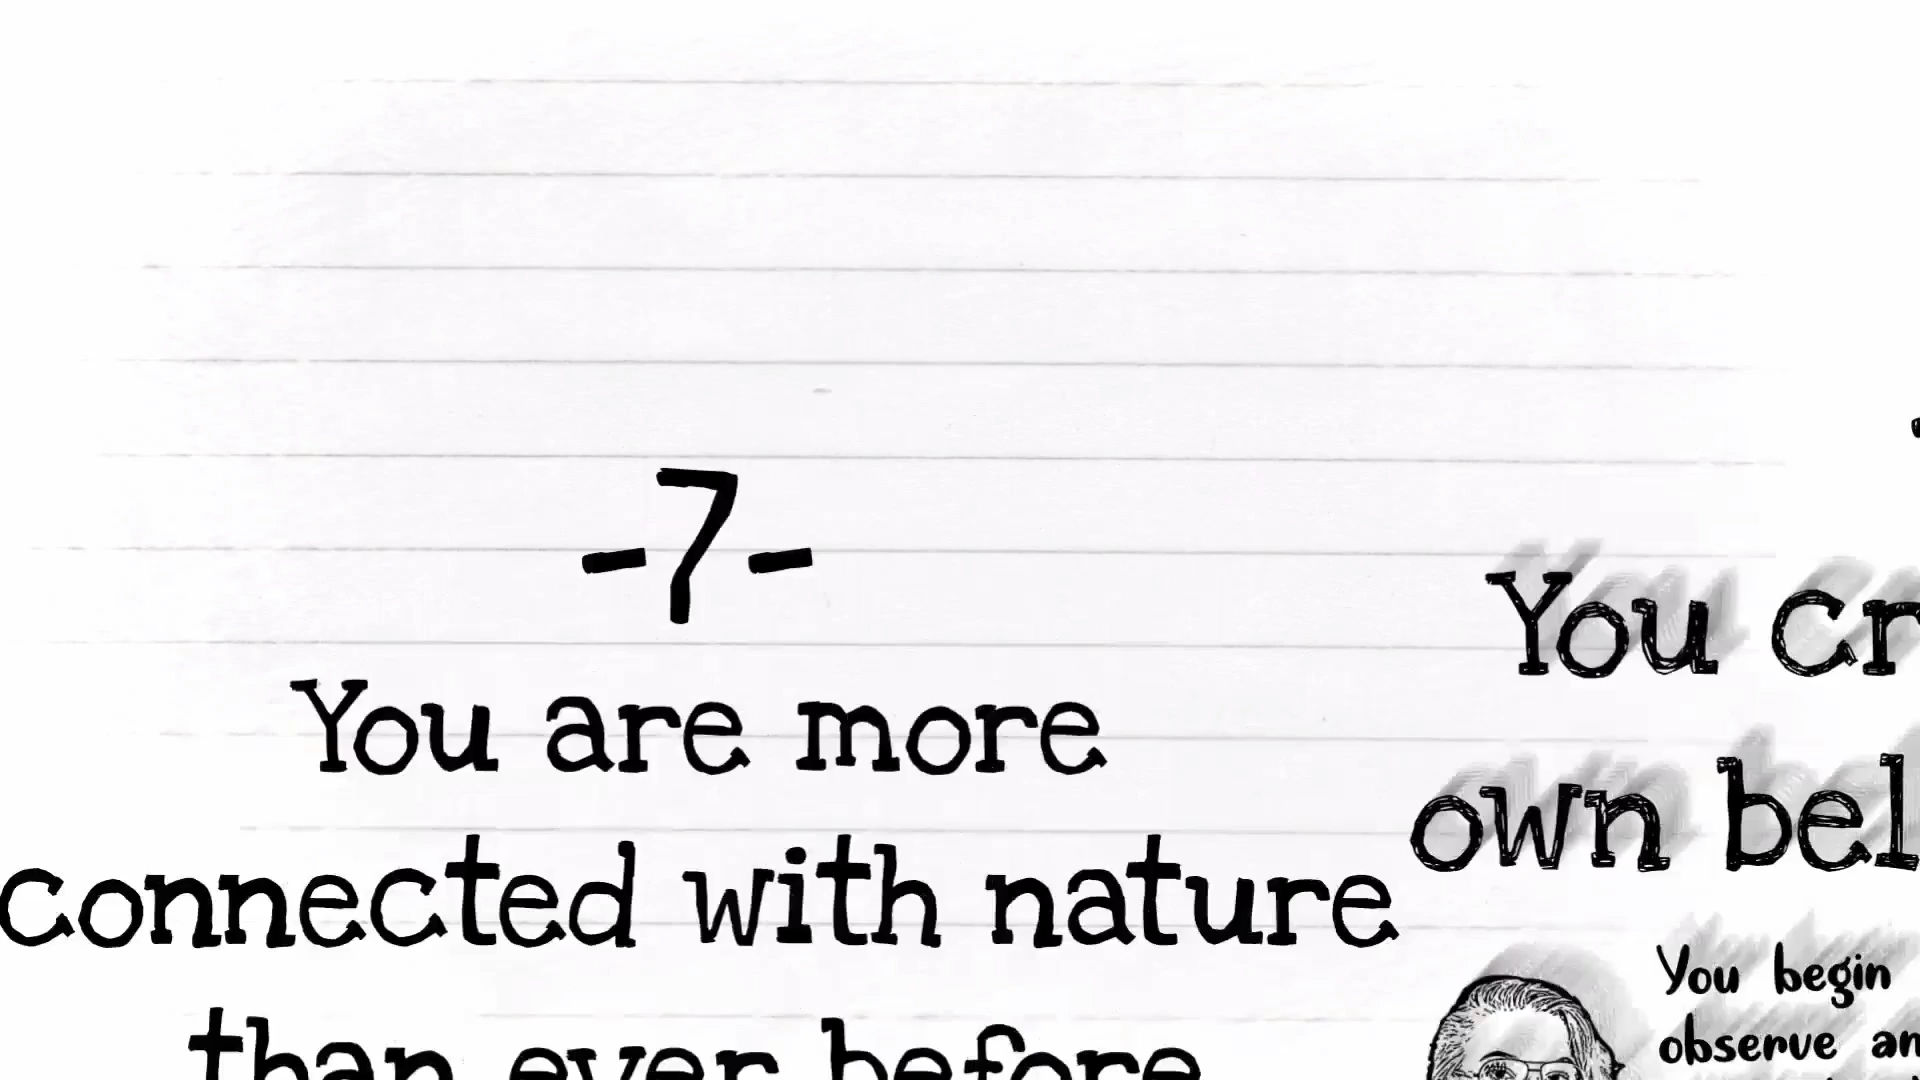 -7-
You are more
connected with nature
than ever before
You cr
own bel
You begin
observe an